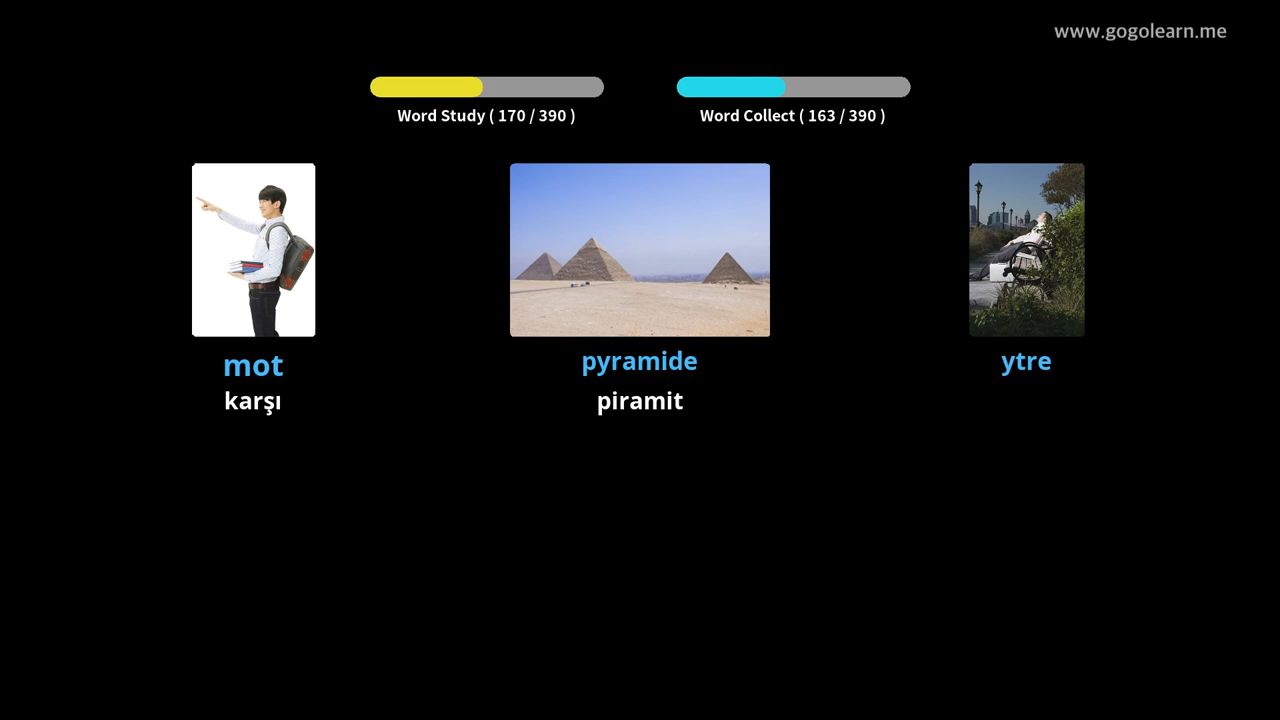 www.gogolearn.me
Word Study ( 170 / 390 )
Word Collect ( 163 / 390 )
mot
pyramide
ytre
karşı
piramit